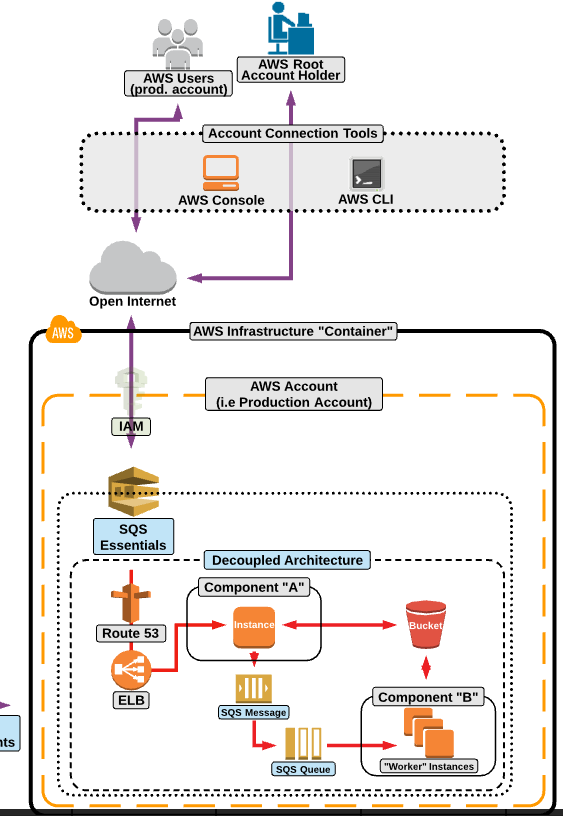 AWS Users
(prod. account)
AWS Root
Account Holder
Account Connection Tools
AWS Console
AWS CLI
Open Internet
AWS
AWS Infrastructure "Container"
AWS Account
(i.e Production Account)
IAM
SQS
Essentials
Decoupled Architecture
Component "A"
Instance
Bucket
Route 53
ELB
SQS Message
Component "B"
SQS Queue
"Worker" Instances
nts